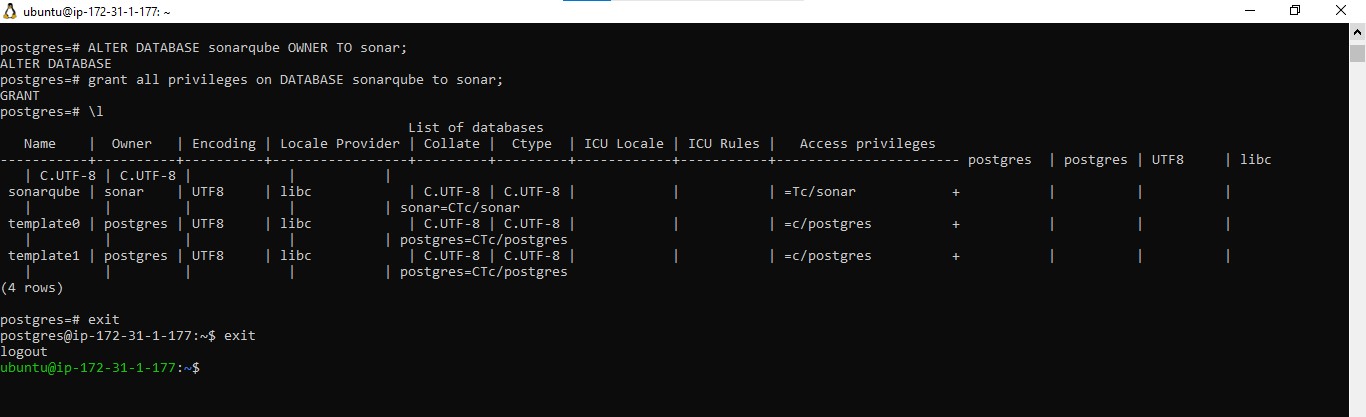 ubuntu@ip-172-31-1-177: ~
postgres=# ALTER DATABASE sonarqube OWNER TO sonar;
ALTER DATABASE
postgres=# grant all privileges on DATABASE sonarqube to sonar;
GRANT
postgres=# \l
List of databases
Name | Owner | Encoding | Locale Provider | Collate | Ctype | ICU Locale | ICU Rules | Access privileges
-----------+----------+----------+-----------------+---------+---------+------------+-----------+----------------------- postgres | postgres | UTF8 | libc
| C.UTF-8 | C.UTF-8 | | |
sonarqube | sonar | UTF8 | libc | C.UTF-8 | C.UTF-8 | | | =Tc/sonar + | | |
| | | | | sonar=CTc/sonar
template0 | postgres | UTF8 | libc | C.UTF-8 | C.UTF-8 | | | =c/postgres + | | |
| | | | | postgres=CTc/postgres
template1 | postgres | UTF8 | libc | C.UTF-8 | C.UTF-8 | | | =c/postgres + | | |
| | | | | postgres=CTc/postgres
(4 rows)
postgres=# exit
postgres@ip-172-31-1-177:~$ exit
logout
ubuntu@ip-172-31-1-177:~$